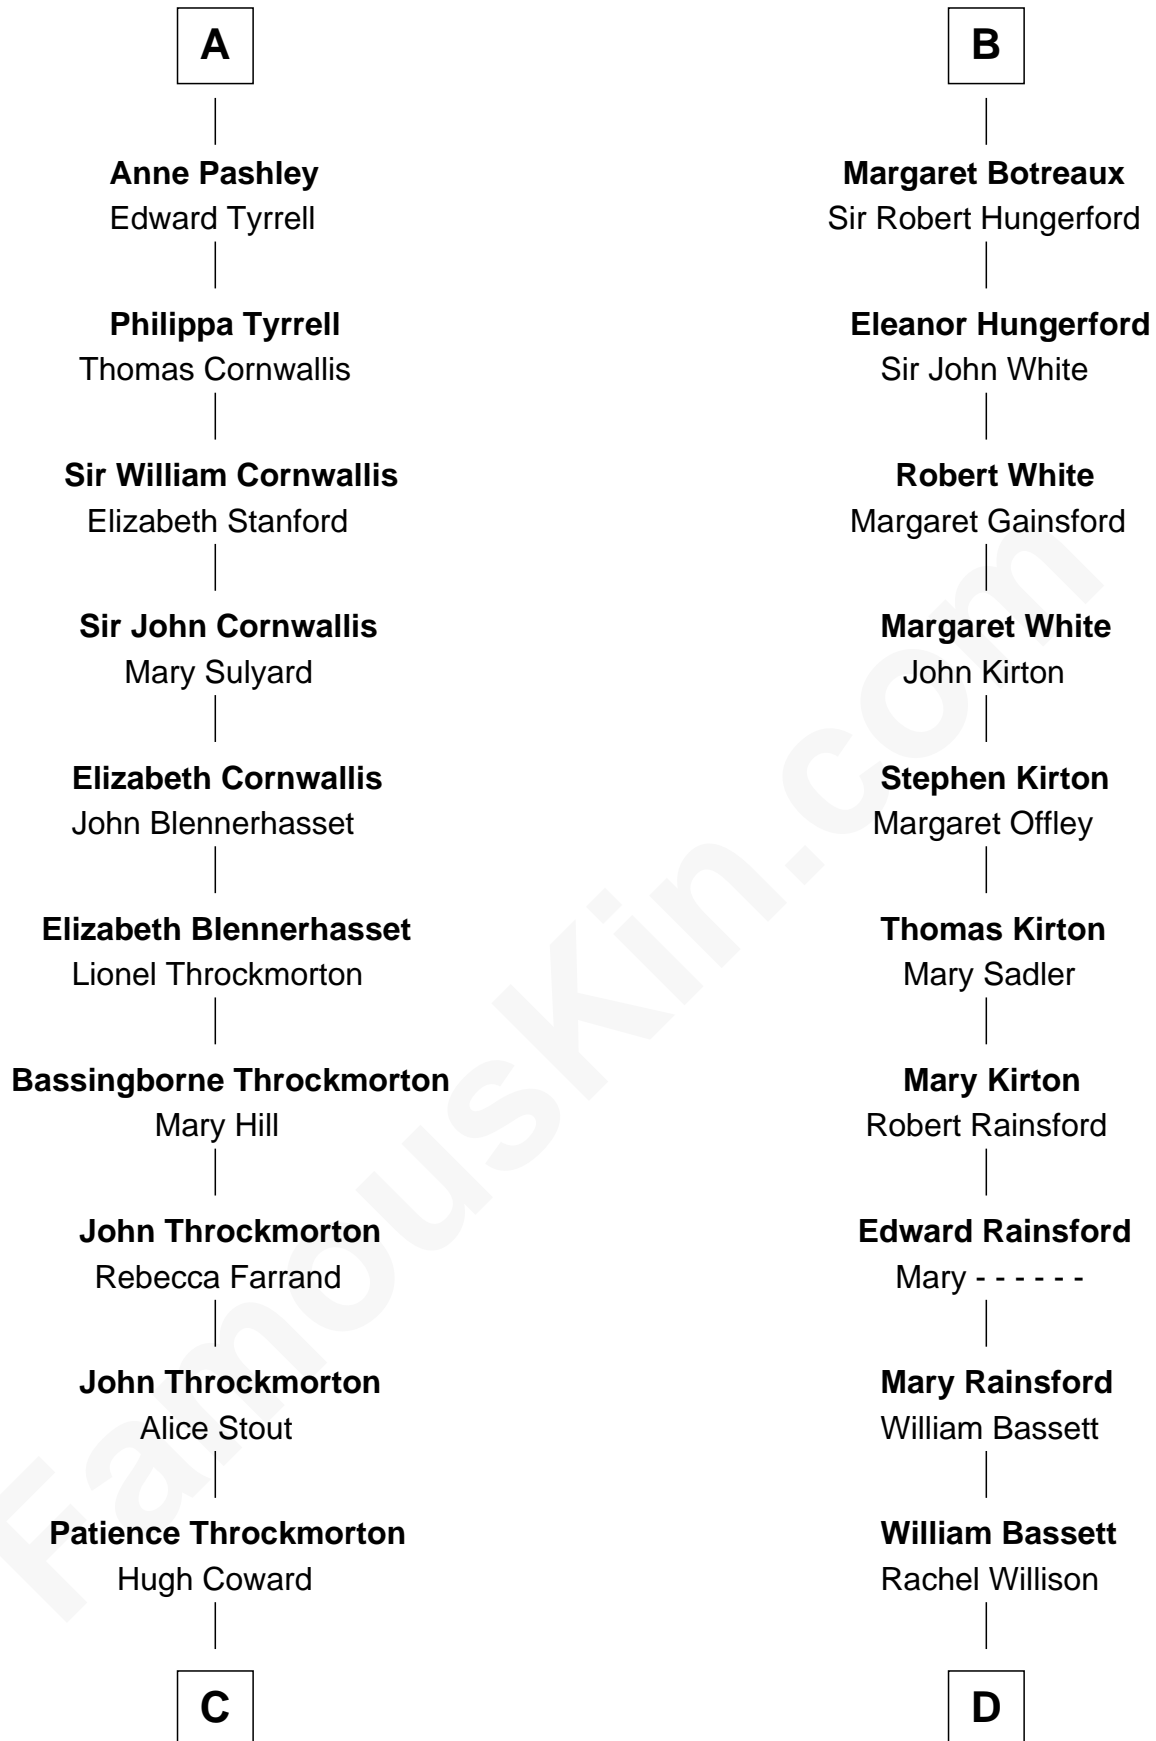 A
Anne Pashley
Edward Tyrrell
Philippa Tyrrell
Thomas Cornwallis
Sir William Cornwallis
Elizabeth Stanford
Sir John Cornwallis
Mary Sulyard
Elizabeth Cornwallis
John Blennerhasset
Elizabeth Blennerhasset
Lionel Throckmorton
Bassingborne Throckmorton
Mary Hill
John Throckmorton
Rebecca Farrand
John Throckmorton
Alice Stout
Patience Throckmorton
Hugh Coward
C
B
Margaret Botreaux
Sir Robert Hungerford
Eleanor Hungerford
Sir John White
Robert White
Margaret Gainsford
Margaret White
John Kirton
Stephen Kirton
Margaret Offley
Thomas Kirton
Mary Sadler
Mary Kirton
Robert Rainsford
Edward Rainsford
Mary - - - - - -
Mary Rainsford
William Bassett
William Bassett
Rachel Willison
D
FamousKin.com